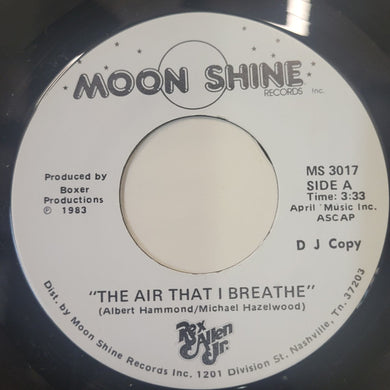 MOON SHINE
RECORDS Inc.
Produced by
Boxer
Productions
℗ 1983
MS 3017
SIDE A
Time: 3:33
April Music Inc.
ASCAP
D J Copy
"THE AIR THAT I BREATHE"
(Albert Hammond/Michael Hazelwood)
Rex
Allen
Jr.
Dist. by Moon Shine Records Inc. 1201 Division St. Nashville, Tn. 37203